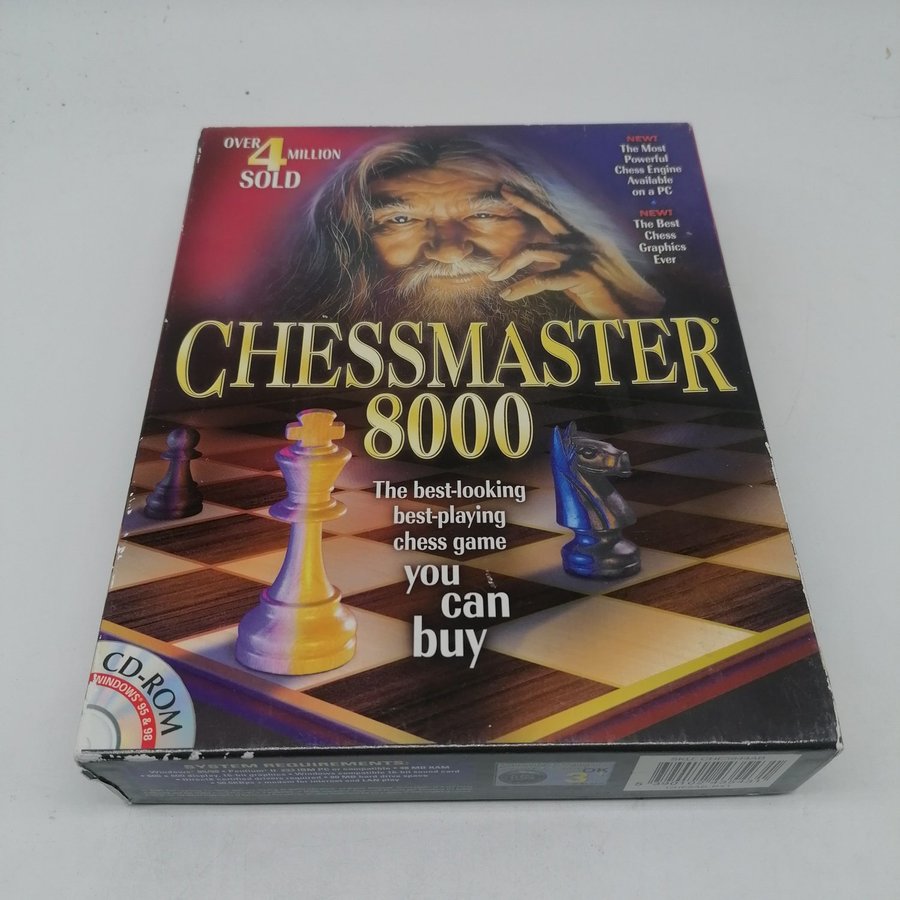 OVER
4 MILLION
SOLD
NEW!
The Most
Powerful
Chess Engine
Available
on a PC
NEW!
The Best
Chess
Graphics
Ever
CHESSMASTER®
8000
The best-looking
best-playing
chess game
you
can
buy
CD-ROM
WINDOWS® 95 & 98
SYSTEM REQUIREMENTS: